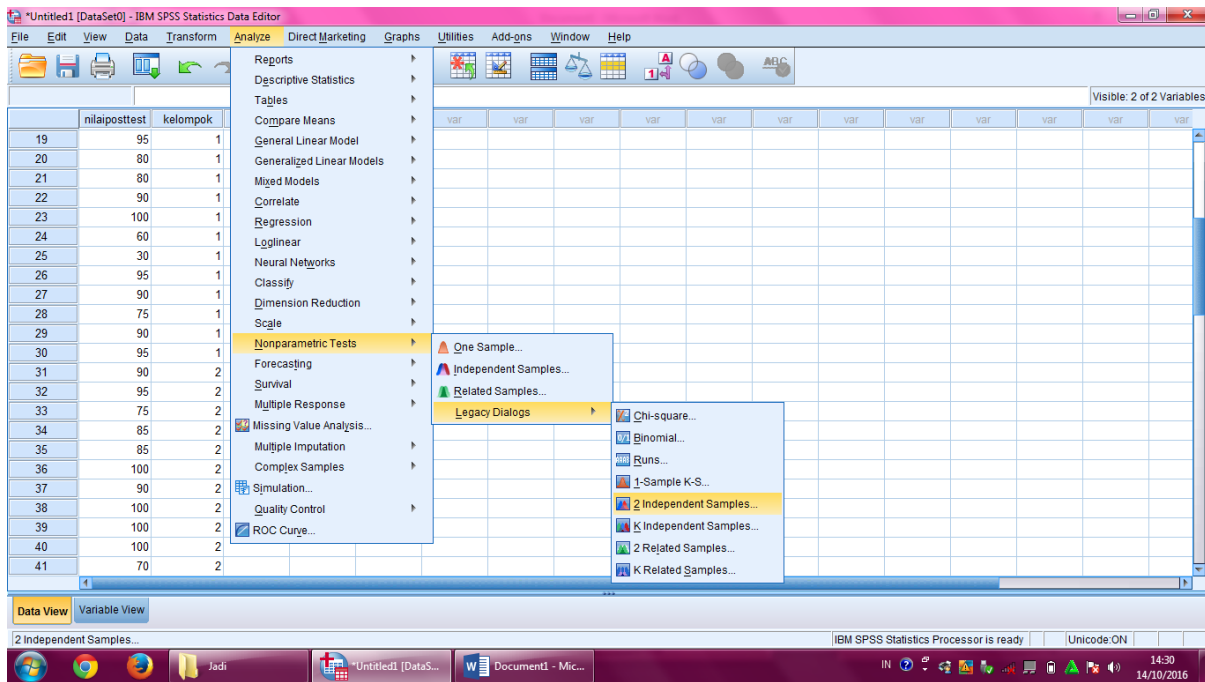 *Untitled1 [DataSet0] - IBM SPSS Statistics Data Editor
File Edit View Data Transform Analyze Direct Marketing Graphs Utilities Add-ons Window Help
Visible: 2 of 2 Variables
nilaiposttest kelompok var var var var var var var var var var var
19 95 1
20 80 1
21 80 1
22 90 1
23 100 1
24 60 1
25 30 1
26 95 1
27 90 1
28 75 1
29 90 1
30 95 1
31 90 2
32 95 2
33 75 2
34 85 2
35 85 2
36 100 2
37 90 2
38 100 2
39 100 2
40 100 2
41 70 2
Reports
Descriptive Statistics
Tables
Compare Means
General Linear Model
Generalized Linear Models
Mixed Models
Correlate
Regression
Loglinear
Neural Networks
Classify
Dimension Reduction
Scale
Nonparametric Tests
Forecasting
Survival
Multiple Response
Missing Value Analysis...
Multiple Imputation
Complex Samples
Simulation...
Quality Control
ROC Curve...
One Sample...
Independent Samples...
Related Samples...
Legacy Dialogs
Chi-square...
Binomial...
Runs...
1-Sample K-S...
2 Independent Samples...
K Independent Samples...
2 Related Samples...
K Related Samples...
Data View Variable View
2 Independent Samples...
IBM SPSS Statistics Processor is ready Unicode:ON
Jadi *Untitled1 [DataS... Document1 - Mic... IN 14:30
14/10/2016